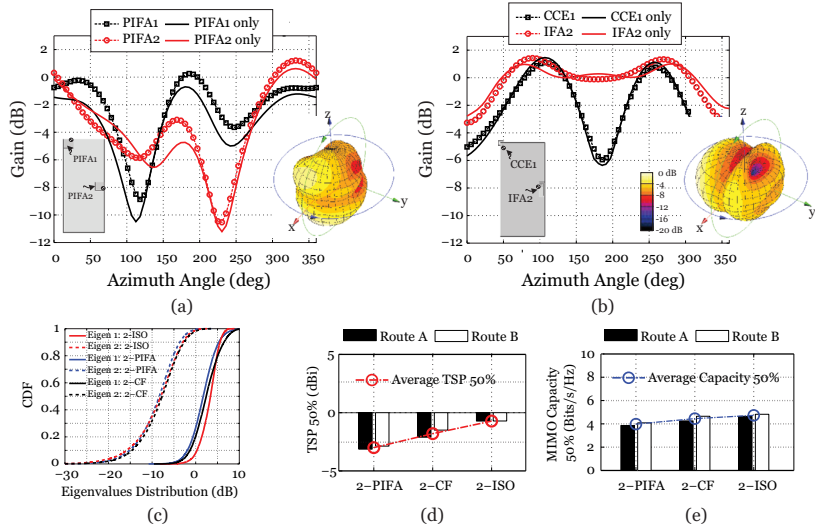 (a)
PIFA1 PIFA1 only
PIFA2 PIFA2 only
Gain (dB)
2
0
−2
−4
−6
−8
−10
−12
0 50 100 150 200 250 300 350
Azimuth Angle (deg)
PIFA1
PIFA2
z
y
x
(a)
CCE1 CCE1 only
IFA2 IFA2 only
Gain (dB)
4
2
0
−2
−4
−6
−8
−10
−12
0 50 100 150 200 250 300 350
Azimuth Angle (deg)
CCE1
IFA2
0 dB
-4
-8
-12
-16
-20 dB
z
y
x
(b)
CDF
1
0.8
0.6
0.4
0.2
0
Eigen 1: 2-ISO
Eigen 2: 2-ISO
Eigen 1: 2−PIFA
Eigen 2: 2−PIFA
Eigen 1: 2−CF
Eigen 2: 2−CF
−30 −20 −10 0 10
Eigenvalues Distribution (dB)
(c)
Route A Route B
TSP 50% (dBi)
5
0
−5
Average TSP 50%
2−PIFA 2−CF 2−ISO
(d)
Route A Route B
MIMO Capacity
50% (Bits/s/Hz)
10
8
6
4
2
0
Average Capacity 50%
2−PIFA 2−CF 2−ISO
(e)